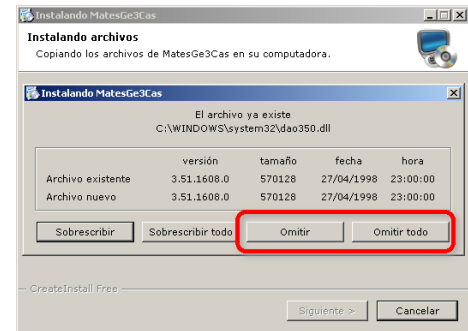 Instalando MatesGe3Cas
Instalando archivos
Copiando los archivos de MatesGe3Cas en su computadora.
Instalando MatesGe3Cas
El archivo ya existe
C:\WINDOWS\system32\dao350.dll
versión tamaño fecha hora
Archivo existente 3.51.1608.0 570128 27/04/1998 23:00:00
Archivo nuevo 3.51.1608.0 570128 27/04/1998 23:00:00
Sobrescribir Sobrescribir todo Omitir Omitir todo
CreateInstall Free
Siguiente > Cancelar